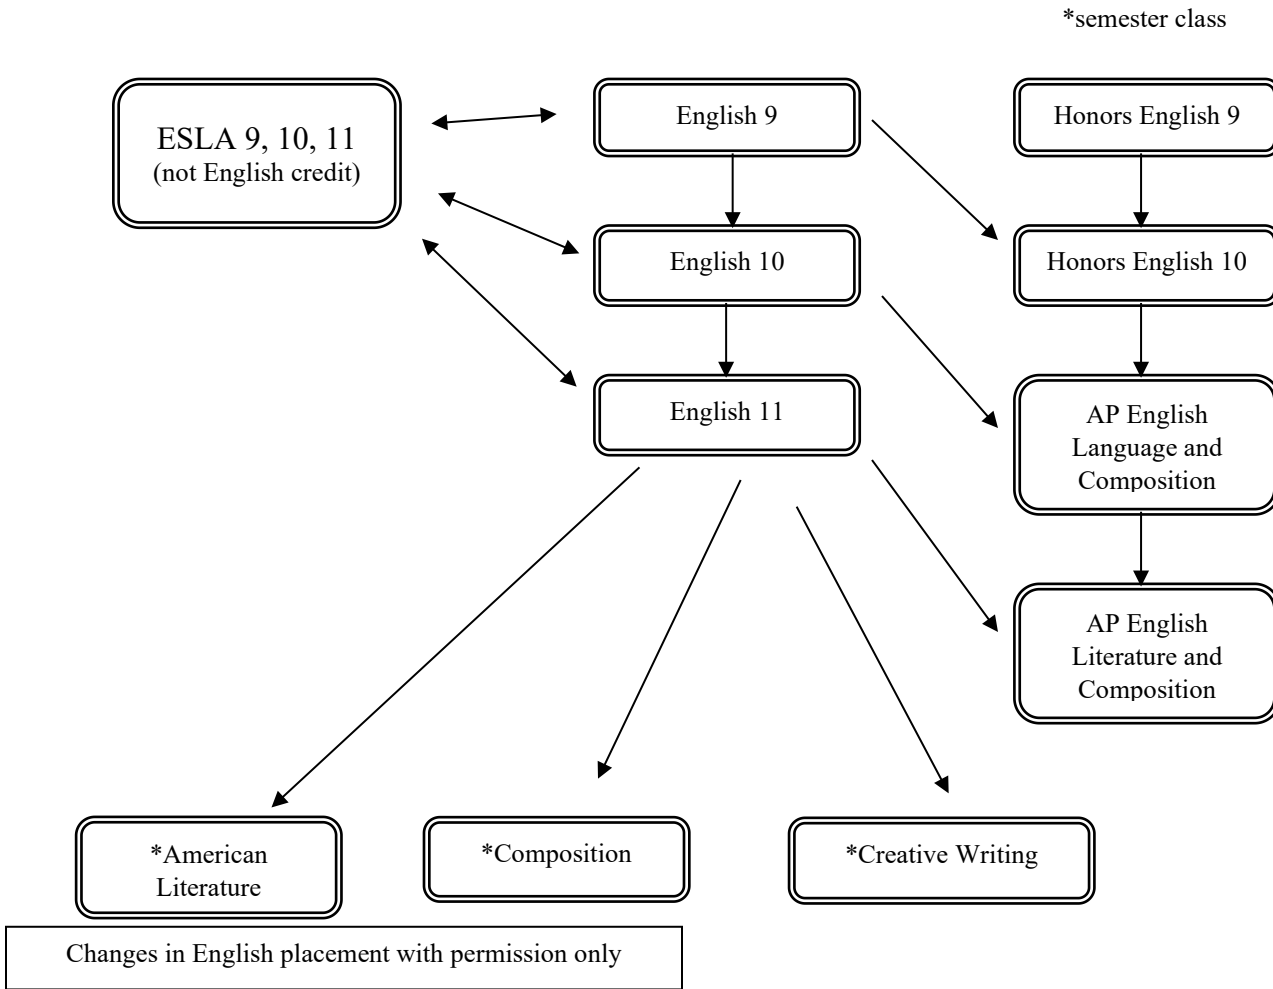 *semester class
ESLA 9, 10, 11
(not English credit)
English 9
Honors English 9
English 10
Honors English 10
English 11
AP English
Language and
Composition
AP English
Literature and
Composition
*American
Literature
*Composition
*Creative Writing
Changes in English placement with permission only